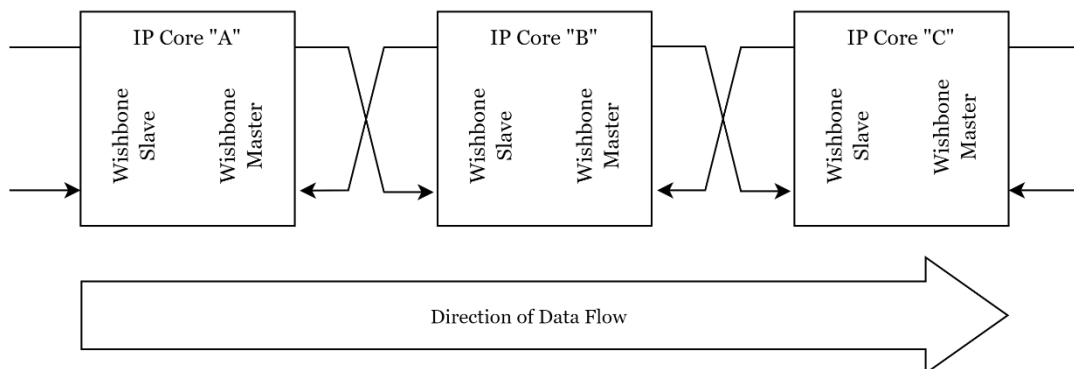 IP Core "A"
IP Core "B"
IP Core "C"
Wishbone
Slave
Wishbone
Master
Wishbone
Slave
Wishbone
Master
Wishbone
Slave
Wishbone
Master
Direction of Data Flow